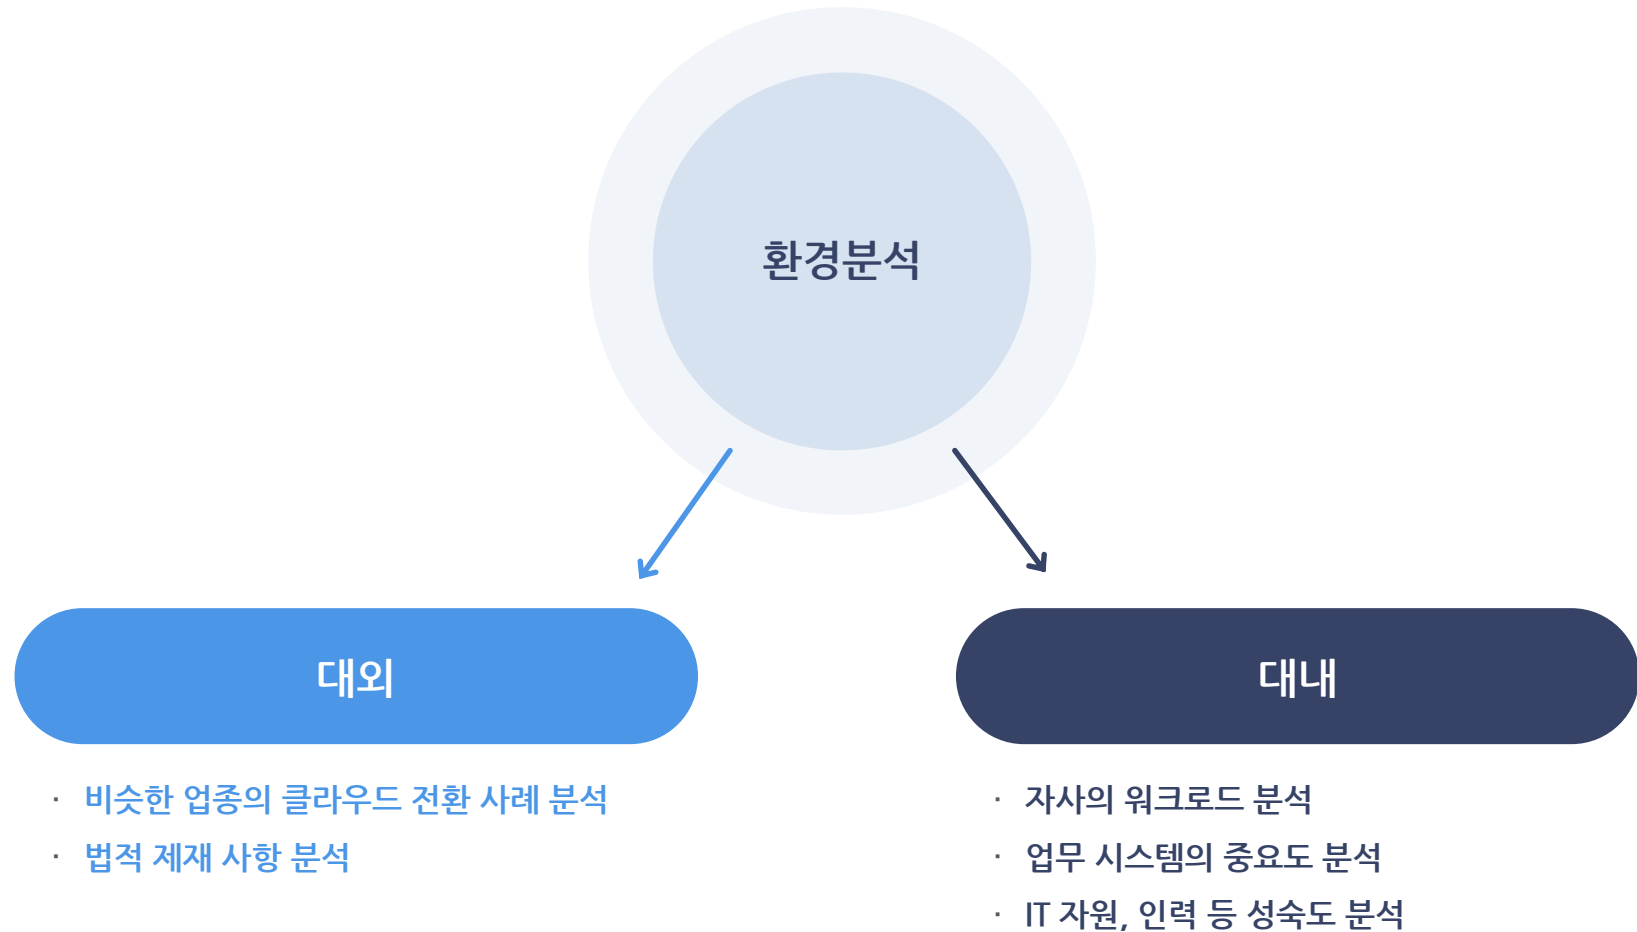 환경분석
대외
대내
· 비슷한 업종의 클라우드 전환 사례 분석
· 법적 제재 사항 분석
· 자사의 워크로드 분석
· 업무 시스템의 중요도 분석
· IT 자원, 인력 등 성숙도 분석